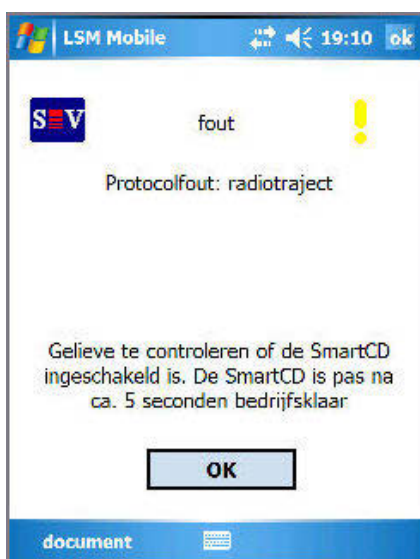 LSM Mobile 19:10 ok
S V fout
Protocolfout: radiotraject
Gelieve te controleren of de SmartCD
ingeschakeld is. De SmartCD is pas na
ca. 5 seconden bedrijfsklaar
OK
document